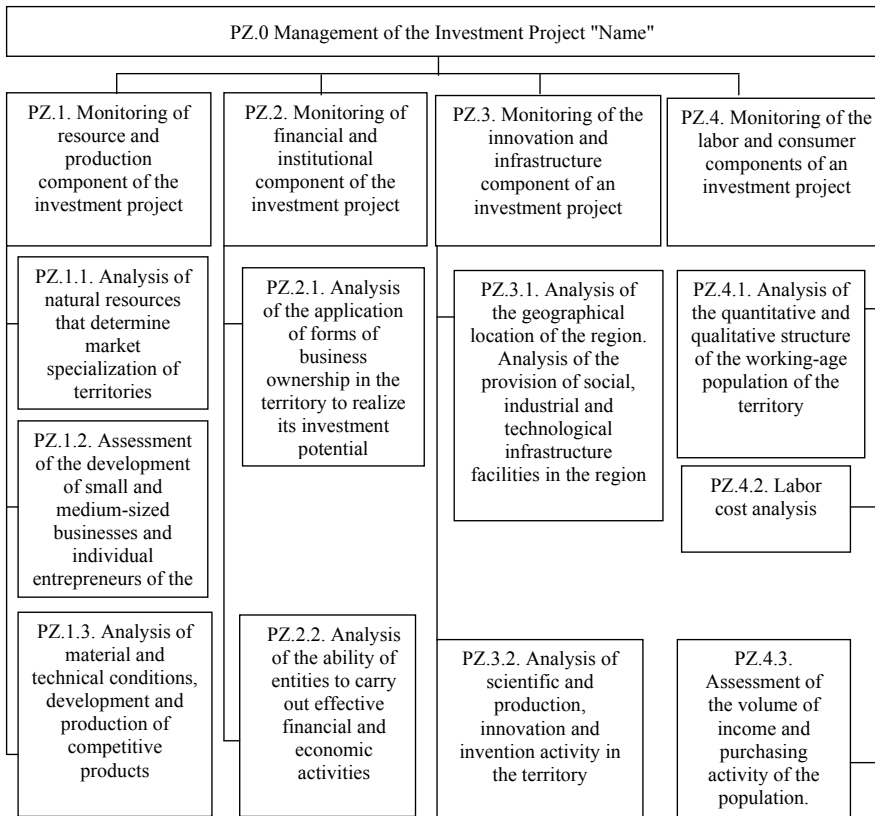 PZ.0 Management of the Investment Project "Name"
PZ.1. Monitoring of
resource and
production
component of the
investment project
PZ.2. Monitoring of
financial and
institutional
component of the
investment project
PZ.3. Monitoring of the
innovation and
infrastructure
component of an
investment project
PZ.4. Monitoring of the
labor and consumer
components of an
investment project
PZ.1.1. Analysis of
natural resources
that determine
market
specialization of
territories
PZ.1.2. Assessment
of the development
of small and
medium-sized
businesses and
individual
entrepreneurs of the
PZ.1.3. Analysis of
material and
technical conditions,
development and
production of
competitive
products
PZ.2.1. Analysis
of the application
of forms of
business
ownership in the
territory to realize
its investment
potential
PZ.2.2. Analysis
of the ability of
entities to carry
out effective
financial and
economic
activities
PZ.3.1. Analysis of
the geographical
location of the region.
Analysis of the
provision of social,
industrial and
technological
infrastructure
facilities in the region
PZ.3.2. Analysis of
scientific and
production,
innovation and
invention activity in
the territory
PZ.4.1. Analysis of
the quantitative and
qualitative structure
of the working-age
population of the
territory
PZ.4.2. Labor
cost analysis
PZ.4.3.
Assessment of
the volume of
income and
purchasing
activity of the
population.